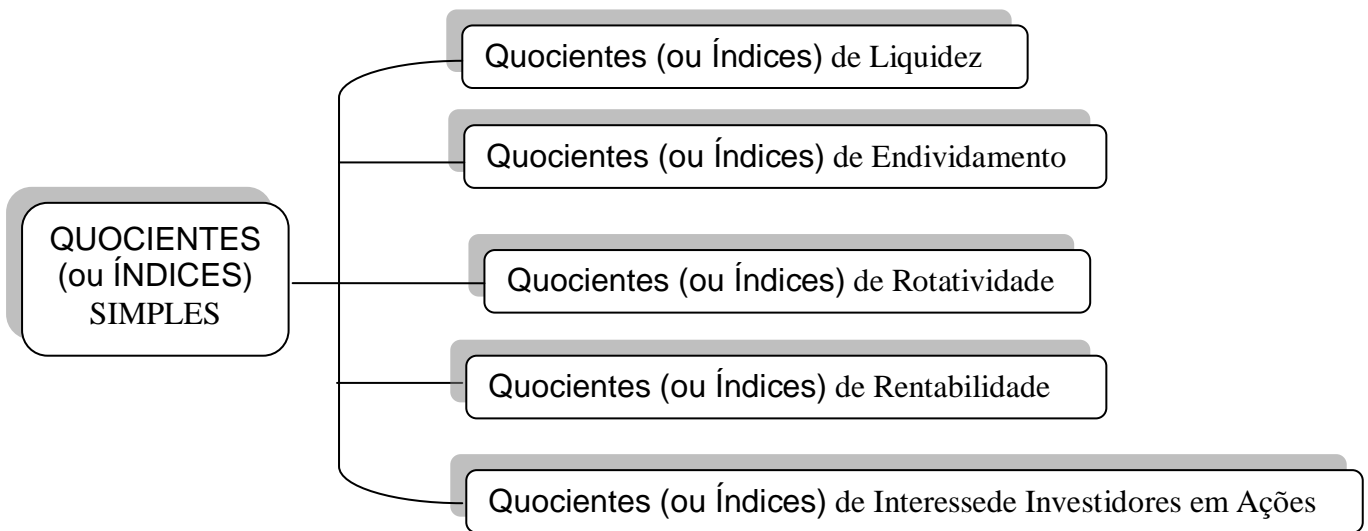 Quocientes (ou Índices) de Liquidez
Quocientes (ou Índices) de Endividamento
QUOCIENTES
(ou ÍNDICES)
SIMPLES
Quocientes (ou Índices) de Rotatividade
Quocientes (ou Índices) de Rentabilidade
Quocientes (ou Índices) de Interessede Investidores em Ações